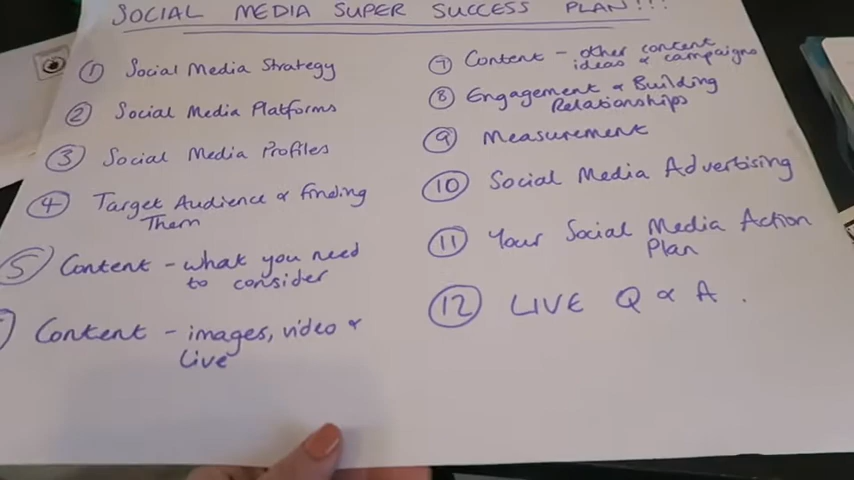 SOCIAL MEDIA SUPER SUCCESS PLAN!!!
① Social Media Strategy
② Social Media Platforms
③ Social Media Profiles
④ Target Audience & finding
Them
⑤ Content - what you need
to consider
Content - images, video &
Live
⑦ Content - other content
ideas & campaigns
⑧ Engagement & Building
Relationships
⑨ Measurement
⑩ Social Media Advertising
⑪ Your Social Media Action
Plan
⑫ LIVE Q & A .